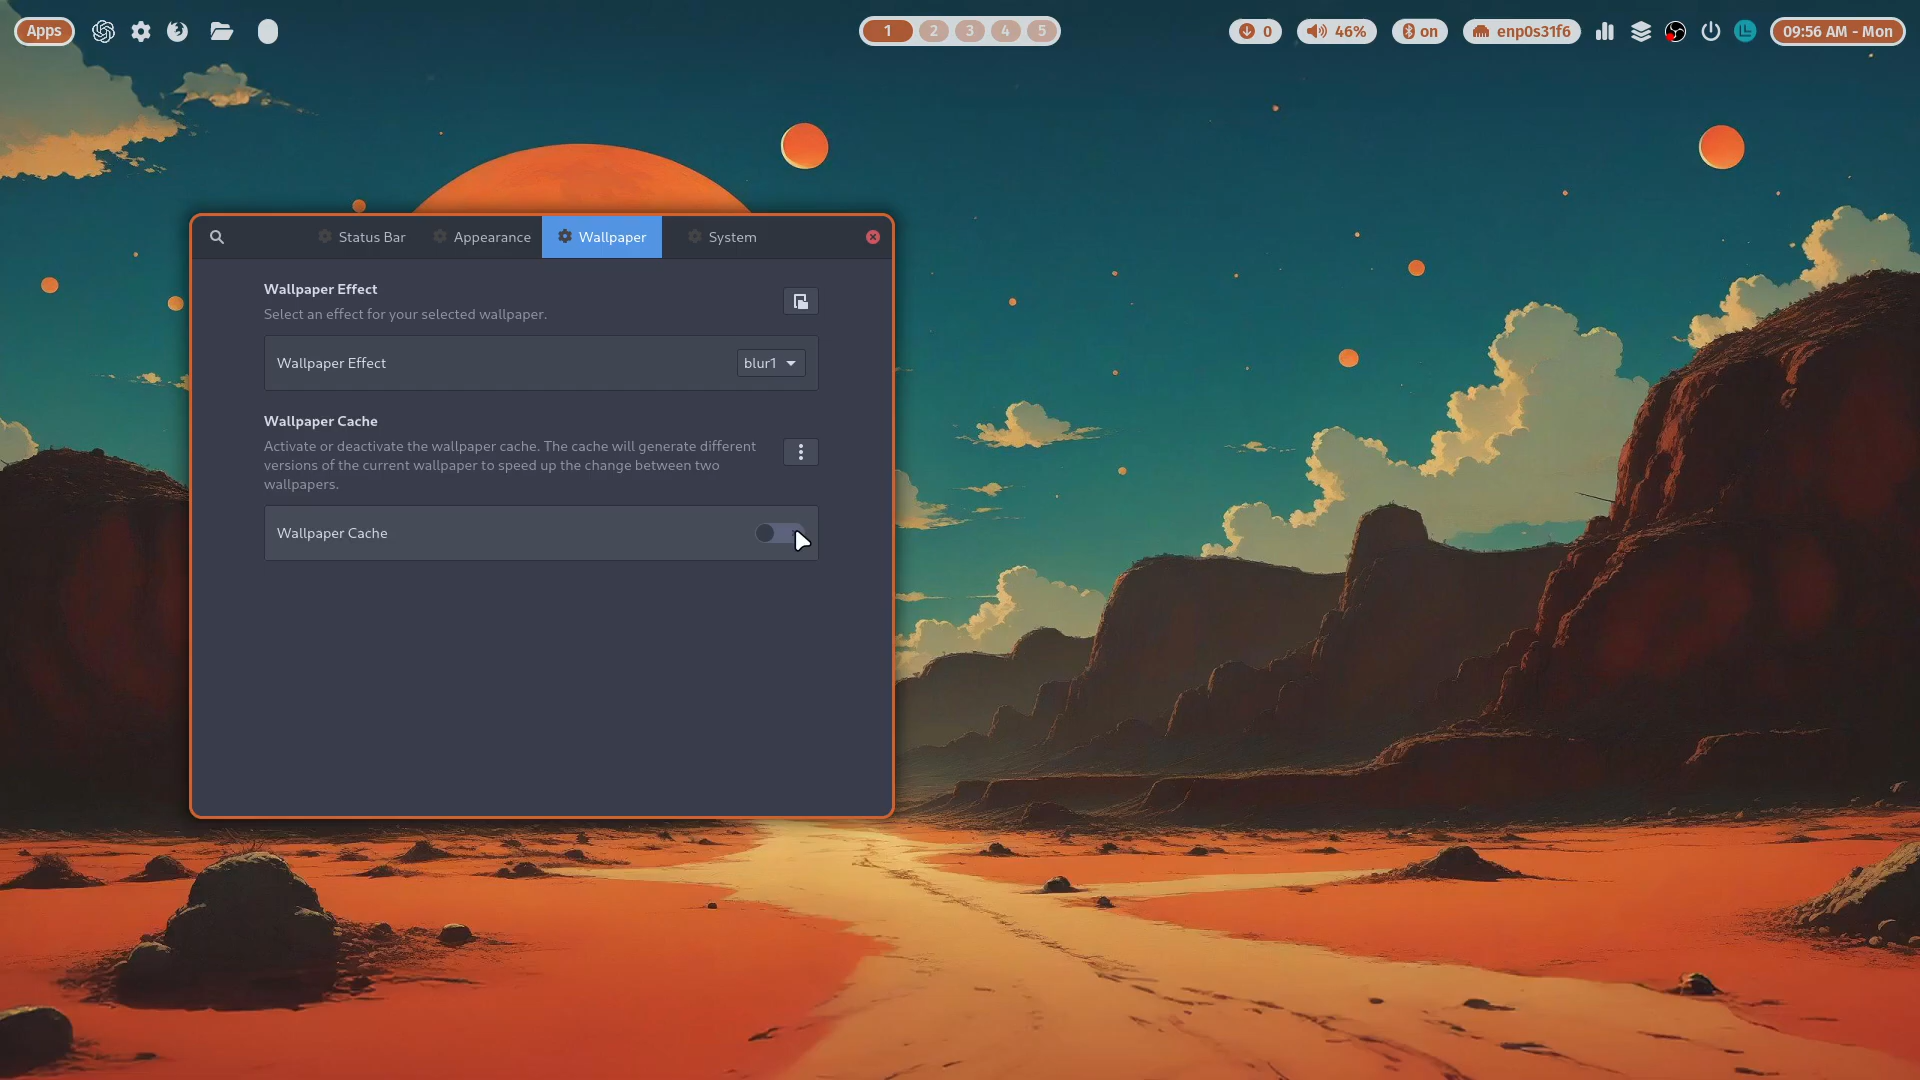 Apps
1 2 3 4 5
0
46%
on
enp0s31f6
09:56 AM - Mon
Status Bar
Appearance
Wallpaper
System
Wallpaper Effect
Select an effect for your selected wallpaper.
Wallpaper Effect
blur1
Wallpaper Cache
Activate or deactivate the wallpaper cache. The cache will generate different
versions of the current wallpaper to speed up the change between two
wallpapers.
Wallpaper Cache